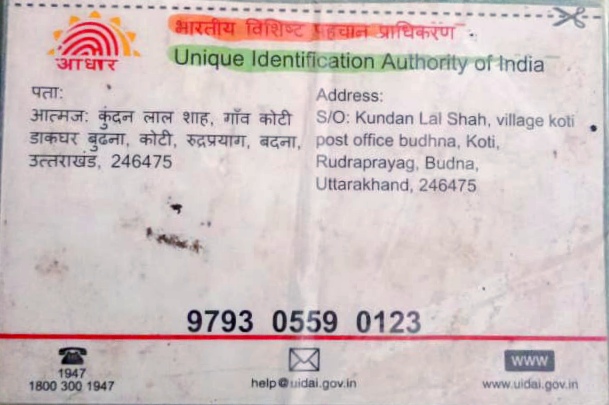 आधार
भारतीय विशिष्ट पहचान प्राधिकरण
Unique Identification Authority of India
पता:
आत्मज: कुंदन लाल शाह, गाँव कोटी
डाकघर बुढना, कोटी, रुद्रप्रयाग, बदना,
उत्तराखंड, 246475
Address:
S/O: Kundan Lal Shah, village koti
post office budhna, Koti,
Rudraprayag, Budna,
Uttarakhand, 246475
9793 0559 0123
1947
1800 300 1947
help@uidai.gov.in
WWW
www.uidai.gov.in